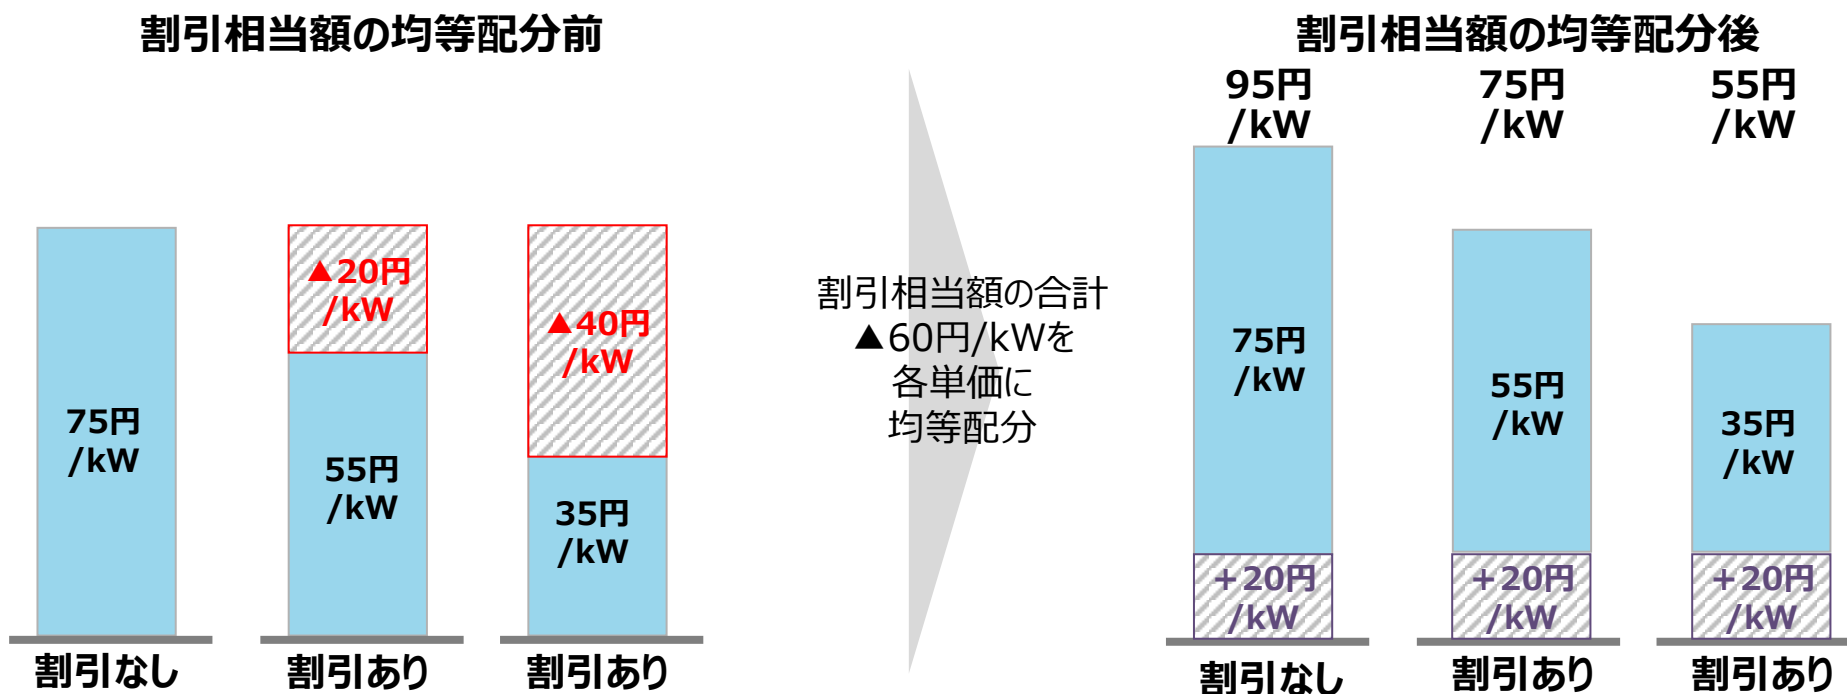 割引相当額の均等配分前
75円
/kW
▲20円
/kW
55円
/kW
▲40円
/kW
35円
/kW
割引なし
割引あり
割引あり
割引相当額の合計
▲60円/kWを
各単価に
均等配分
割引相当額の均等配分後
95円
/kW
75円
/kW
55円
/kW
75円
/kW
55円
/kW
35円
/kW
+20円
/kW
+20円
/kW
+20円
/kW
割引なし
割引あり
割引あり